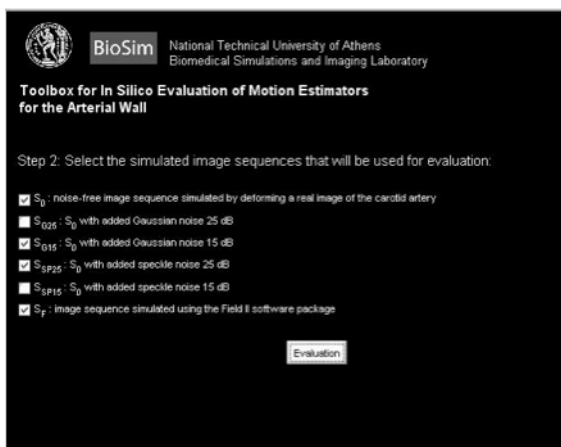 BioSim
National Technical University of Athens
Biomedical Simulations and Imaging Laboratory
Toolbox for In Silico Evaluation of Motion Estimators
for the Arterial Wall
Step 2: Select the simulated image sequences that will be used for evaluation:
S0 : noise-free image sequence simulated by deforming a real image of the carotid artery
SG25 : S0 with added Gaussian noise 25 dB
SG15 : S0 with added Gaussian noise 15 dB
SSP25 : S0 with added speckle noise 25 dB
SSP15 : S0 with added speckle noise 15 dB
SF : image sequence simulated using the Field II software package
Evaluation